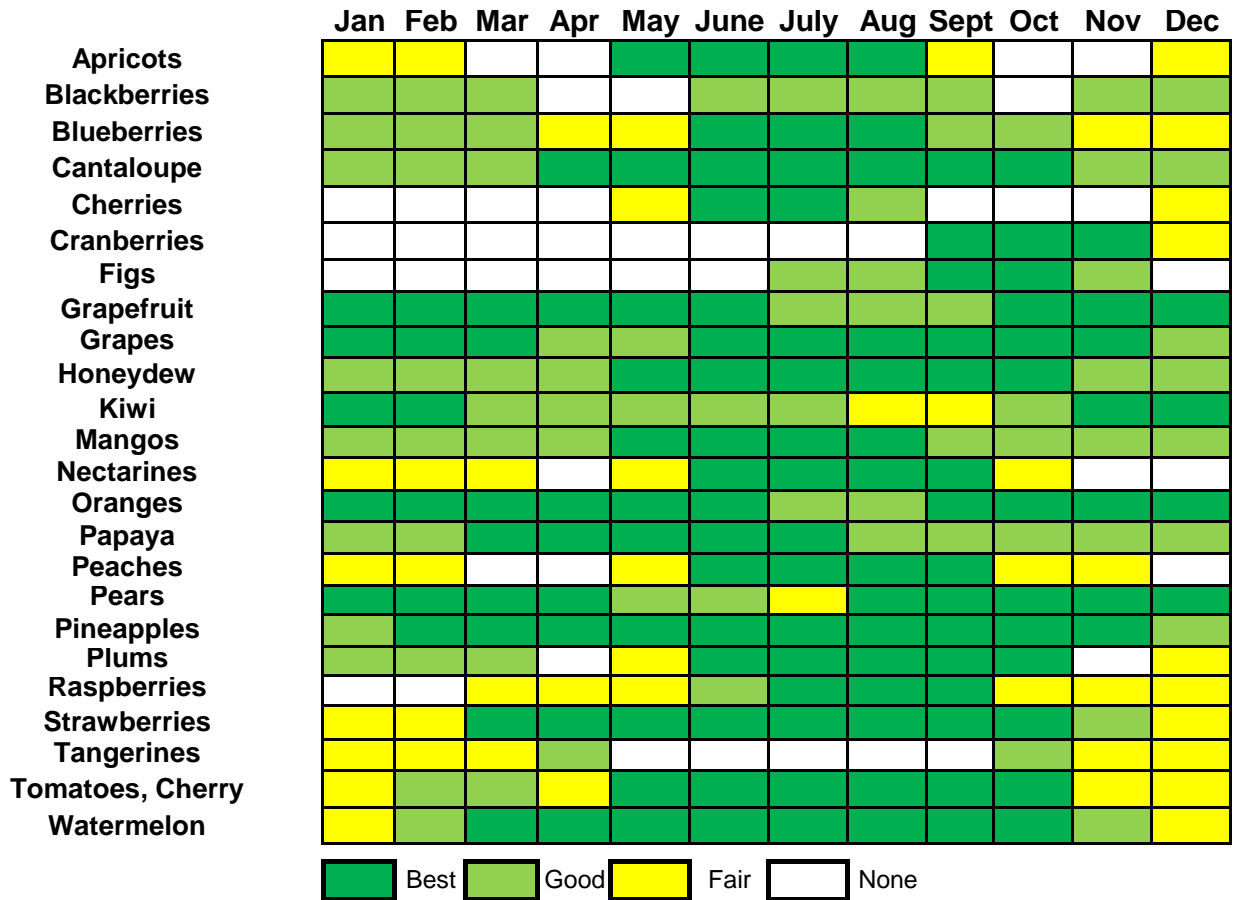 Jan Feb Mar Apr May June July Aug Sept Oct Nov Dec
Apricots
Blackberries
Blueberries
Cantaloupe
Cherries
Cranberries
Figs
Grapefruit
Grapes
Honeydew
Kiwi
Mangos
Nectarines
Oranges
Papaya
Peaches
Pears
Pineapples
Plums
Raspberries
Strawberries
Tangerines
Tomatoes, Cherry
Watermelon
Best Good Fair None